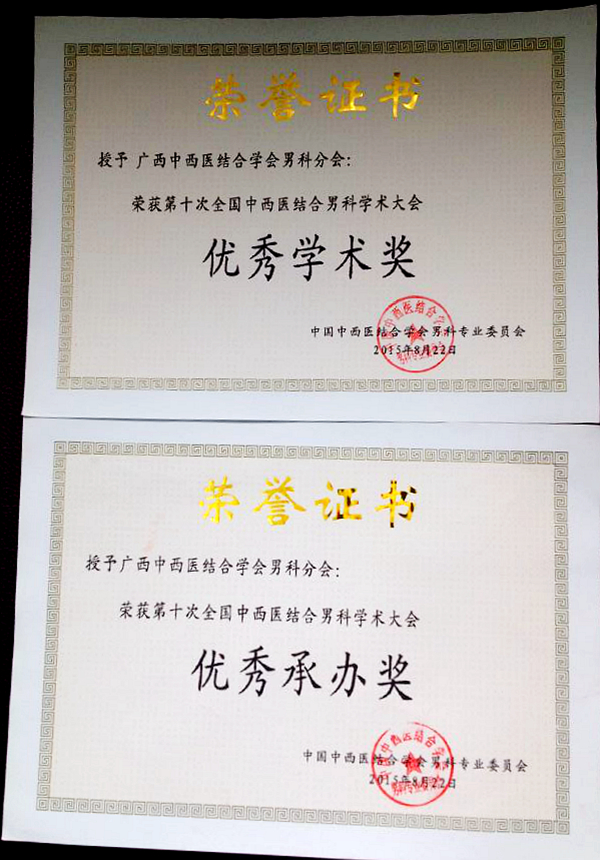 荣誉证书
授予 广西中西医结合学会男科分会：
荣获第十次全国中西医结合男科学术大会
优秀学术奖
中国中西医结合学会男科专业委员会
2015年8月22日
荣誉证书
授予广西中西医结合学会男科分会：
荣获第十次全国中西医结合男科学术大会
优秀承办奖
中国中西医结合学会男科专业委员会
2015年8月22日